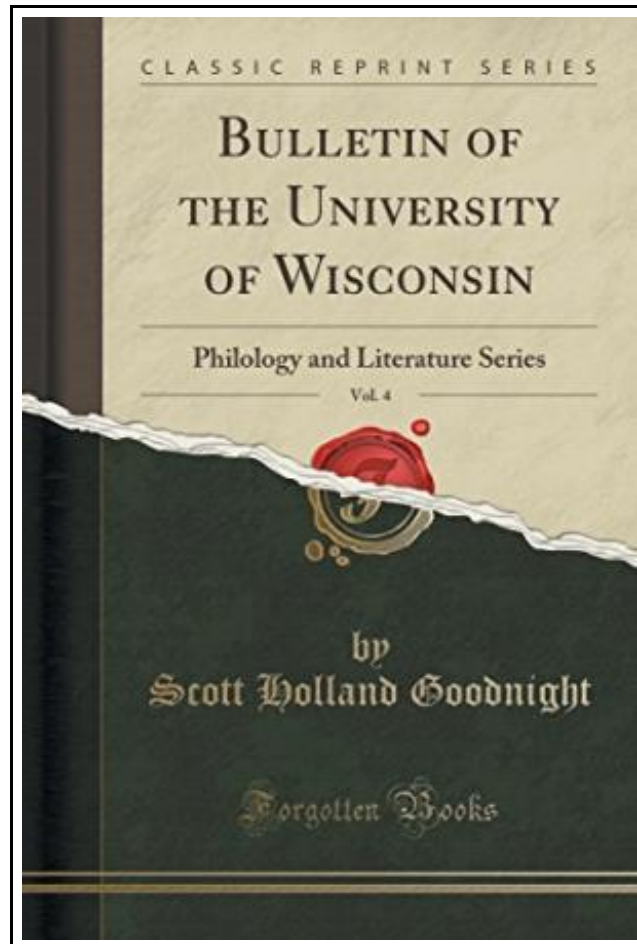 CLASSIC REPRINT SERIES
BULLETIN OF
THE UNIVERSITY
OF WISCONSIN
Philology and Literature Series
Vol. 4
by
Scott Holland Goodnight
Forgotten Books